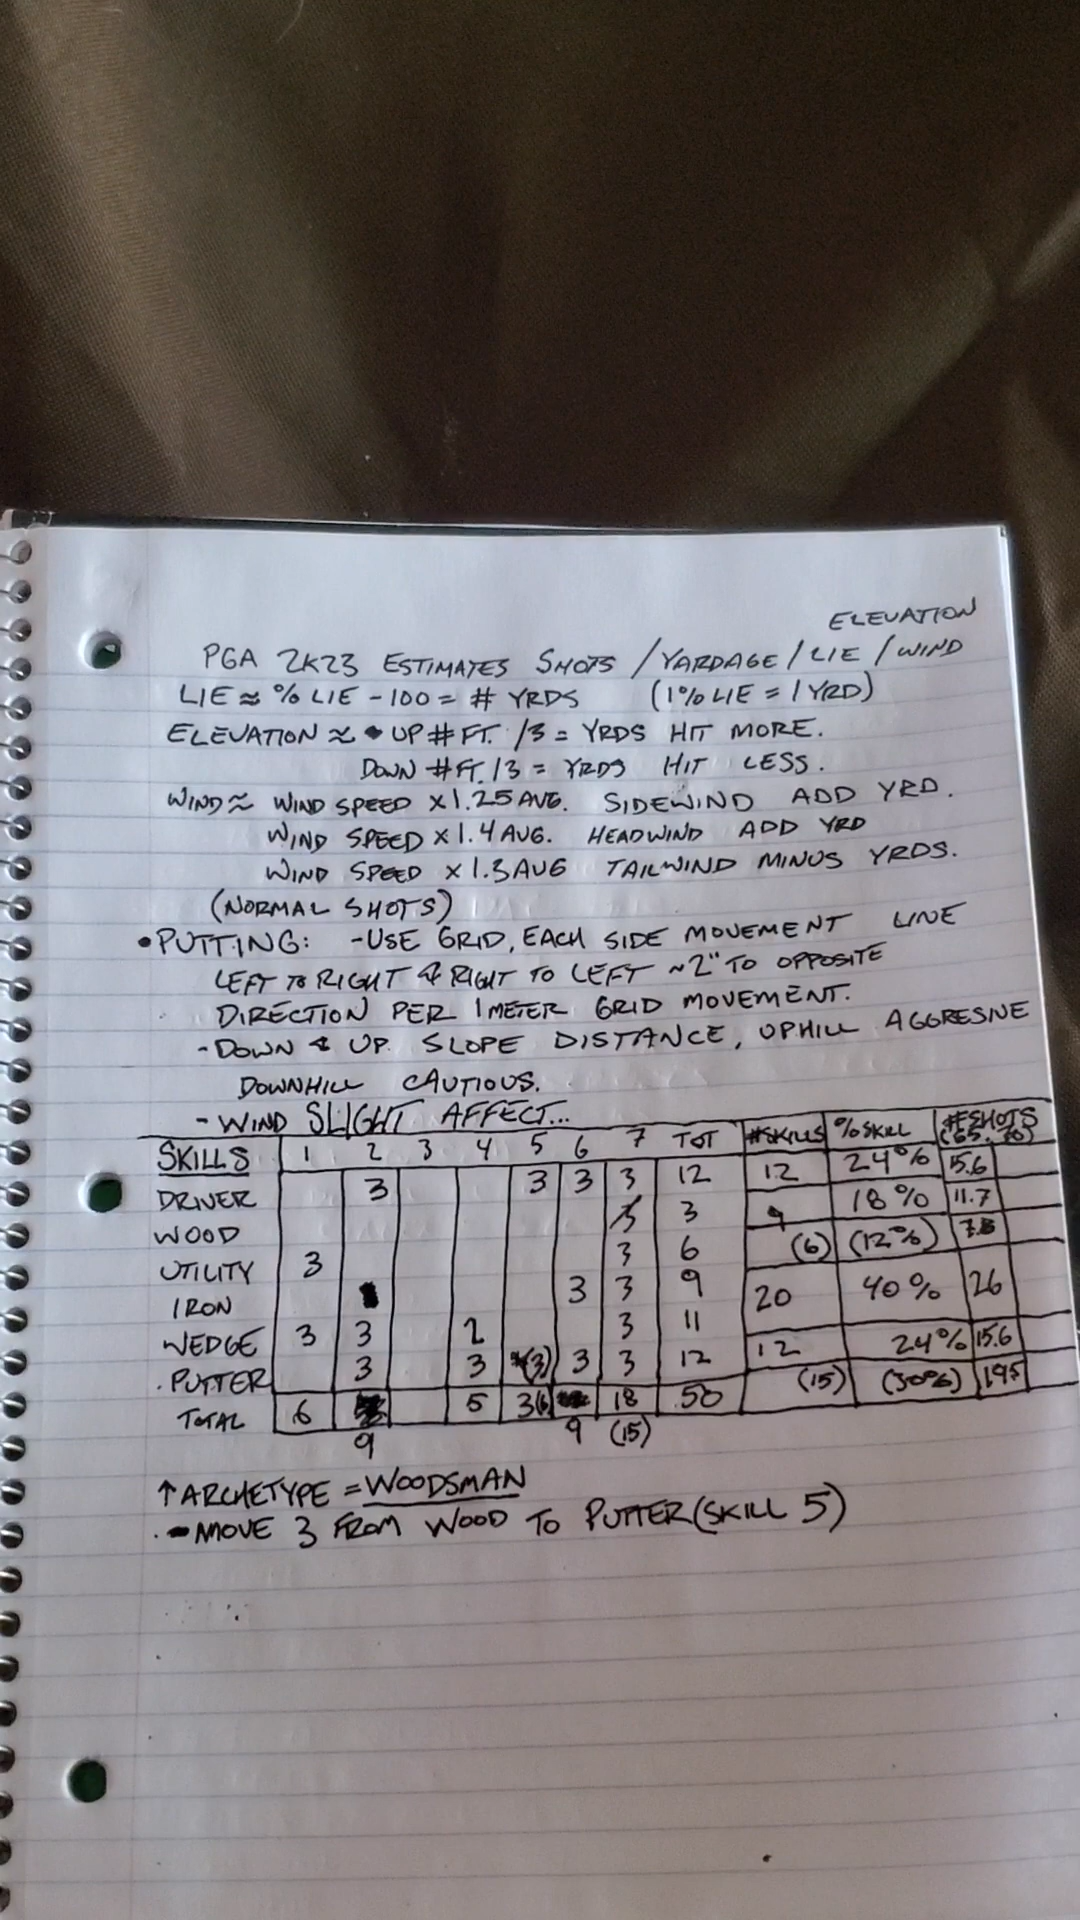 ELEVATION
PGA 2K23 ESTIMATES SHOTS /YARDAGE/LIE/WIND
LIE ≈ % LIE - 100 = # YRDS (1% LIE = 1 YRD)
ELEVATION ≈ • UP # FT. /3 = YRDS HIT MORE.
DOWN # FT. /3 = YRDS HIT LESS.
WIND ≈ WIND SPEED X 1.25 AVG. SIDEWIND ADD YRD.
WIND SPEED X 1.4 AVG. HEADWIND ADD YRD
WIND SPEED X 1.3 AVG TAILWIND MINUS YRDS.
(NORMAL SHOTS)
• PUTTING: - USE GRID, EACH SIDE MOVEMENT LINE
LEFT TO RIGHT & RIGHT TO LEFT ~2" TO OPPOSITE
DIRECTION PER 1 METER GRID MOVEMENT.
- DOWN & UP. SLOPE DISTANCE, UPHILL AGGRESIVE
DOWNHILL CAUTIOUS.
- WIND SLIGHT AFFECT...
SKILLS 1 2 3 4 5 6 7 TOT #SKILLS % SKILL #SHOTS (65.70)
DRIVER 3 3 3 3 12 12 24% 15.6
WOOD 3 3 9 18% 11.7
UTILITY 3 3 6 (6) (12%) 7.8
IRON 3 3 9 20 40% 26
WEDGE 3 3 2 3 11 12 24% 15.6
PUTTER 3 3 (3) 3 3 12 (15) (30%) 19.5
TOTAL 6 5 3 18 50
9 9 (15)
↑ ARCHETYPE = WOODSMAN
- MOVE 3 FROM WOOD TO PUTTER (SKILL 5)